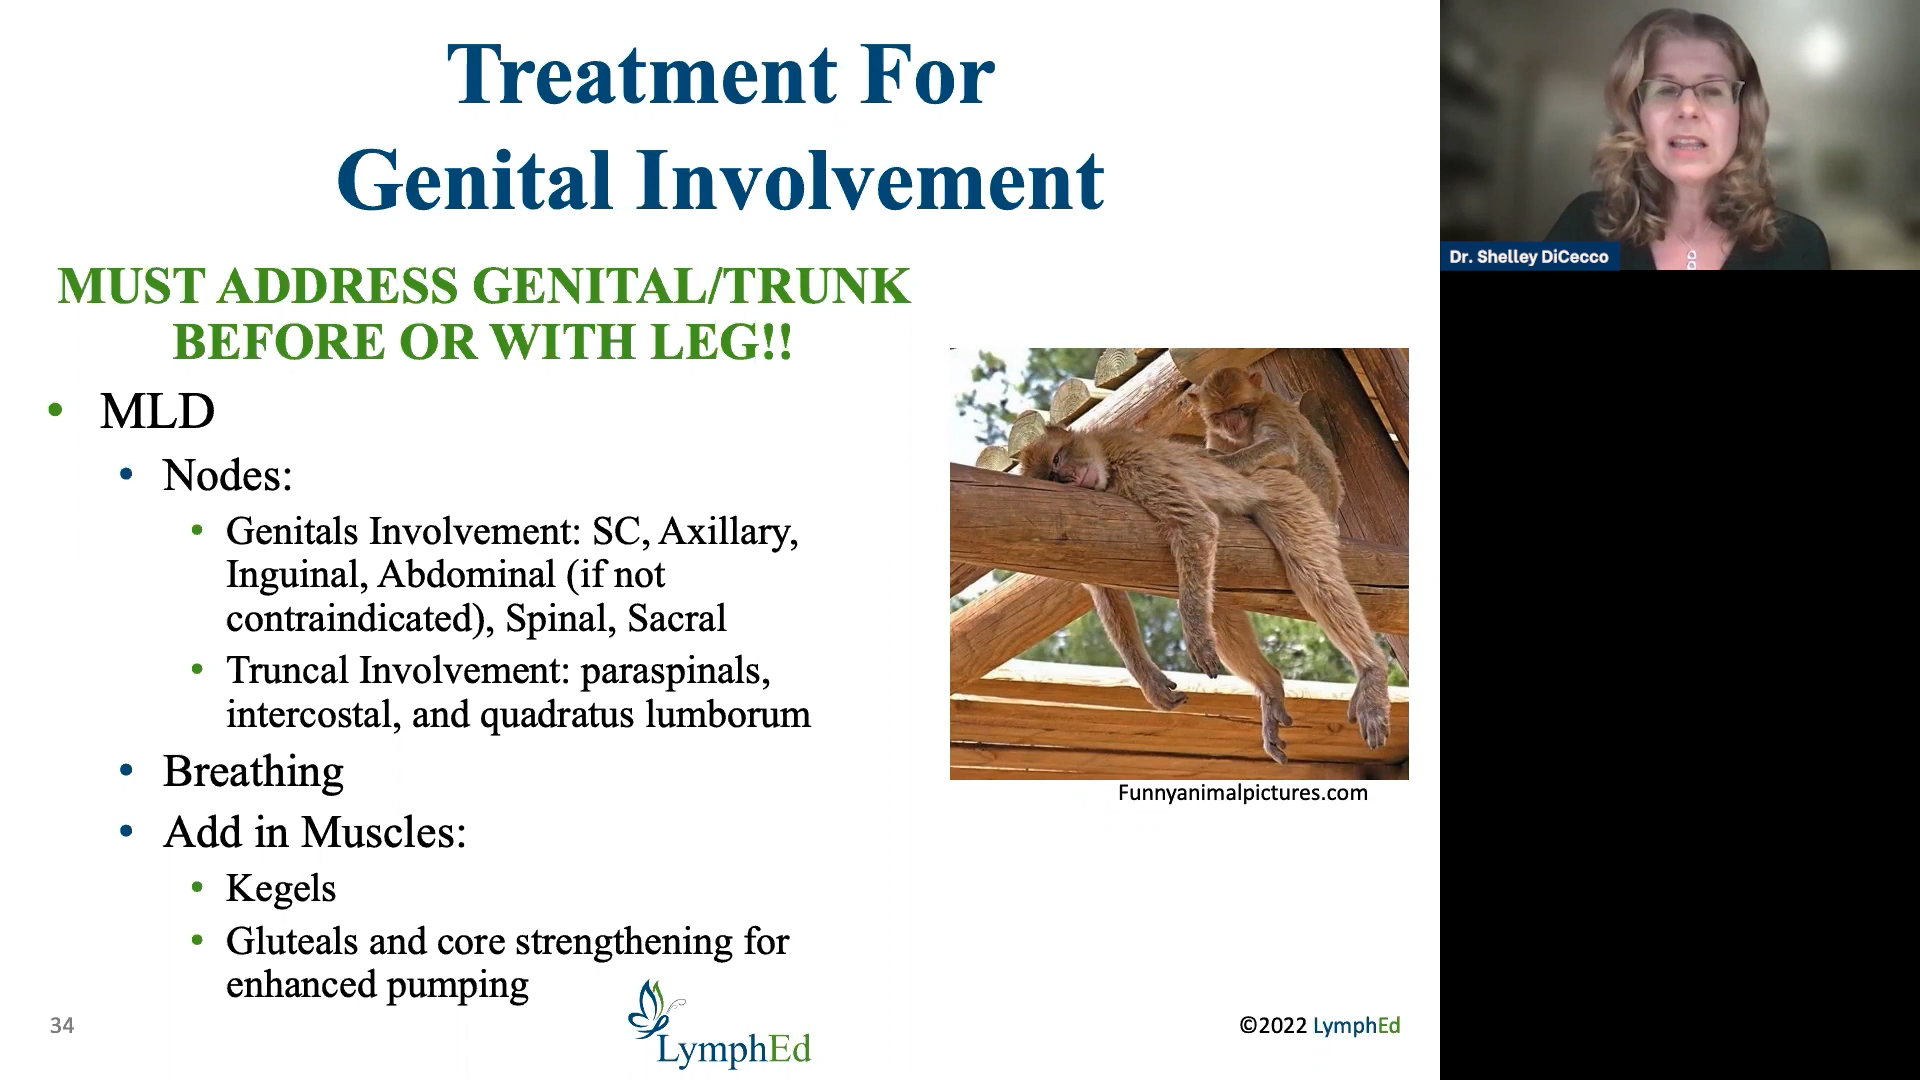 Treatment For
Genital Involvement
MUST ADDRESS GENITAL/TRUNK
BEFORE OR WITH LEG!!
• MLD
• Nodes:
• Genitals Involvement: SC, Axillary,
Inguinal, Abdominal (if not
contraindicated), Spinal, Sacral
• Truncal Involvement: paraspinals,
intercostal, and quadratus lumborum
• Breathing
• Add in Muscles:
• Kegels
• Gluteals and core strengthening for
enhanced pumping
Funnyanimalpictures.com
34
LymphEd
©2022 LymphEd
Dr. Shelley DiCecco